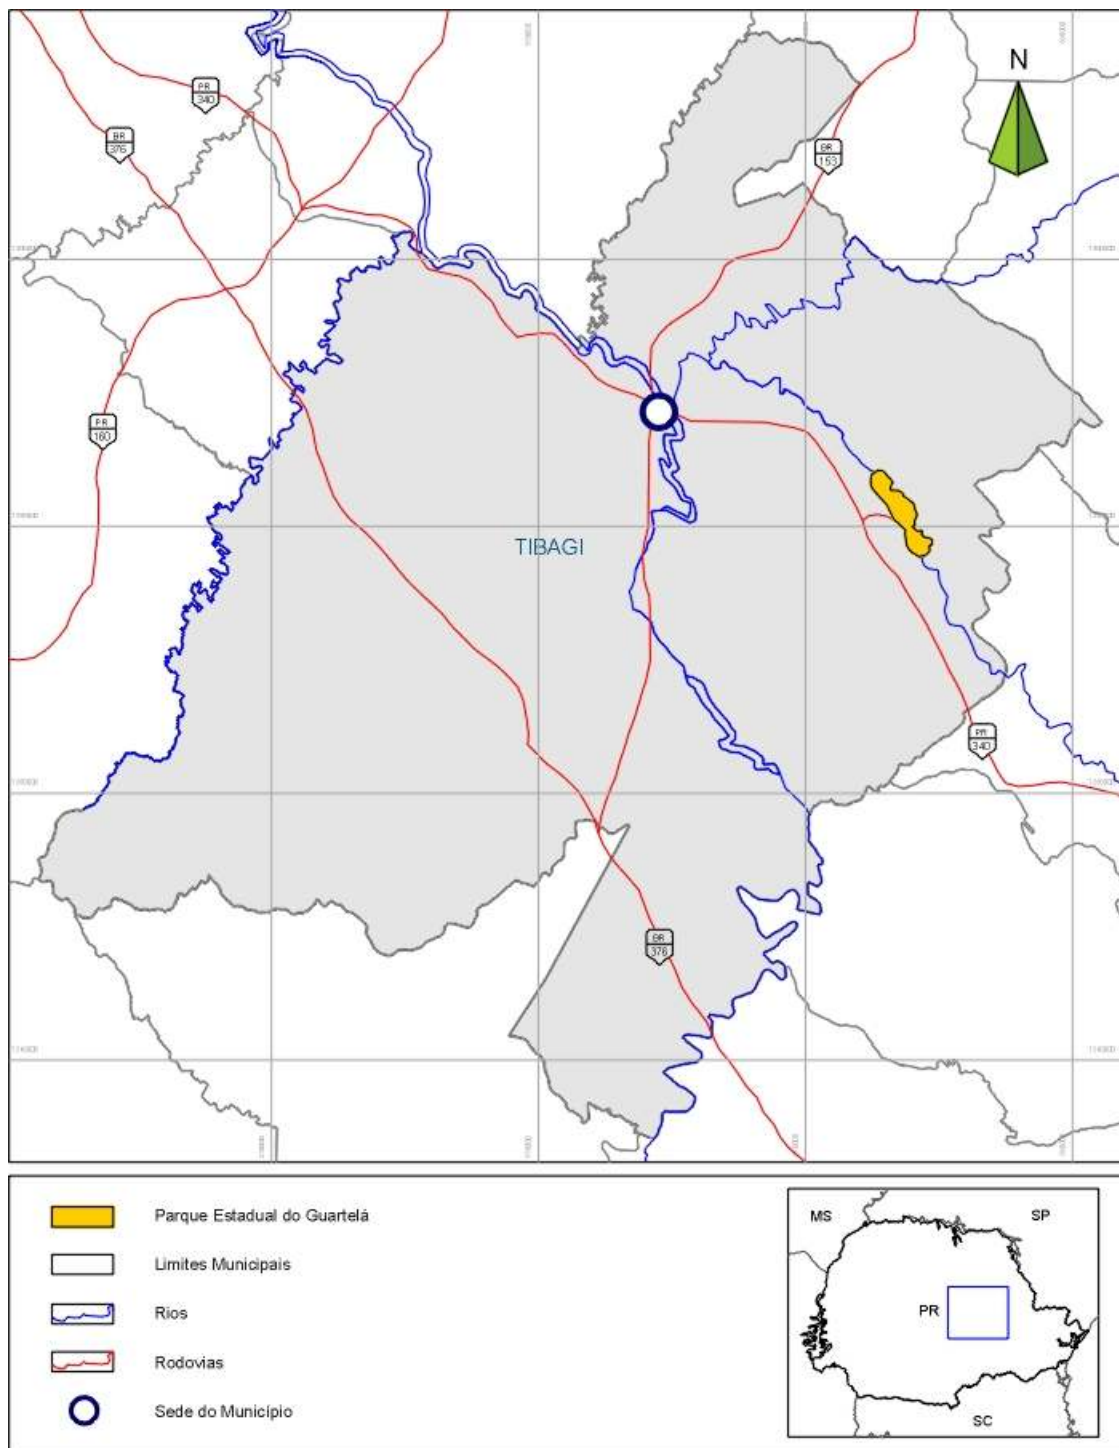 N
PR
340
BR
376
BR
153
PR
160
TIBAGI
PR
340
BR
376
Parque Estadual do Guartelá
Limites Municipais
Rios
Rodovias
Sede do Município
MS
SP
PR
SC